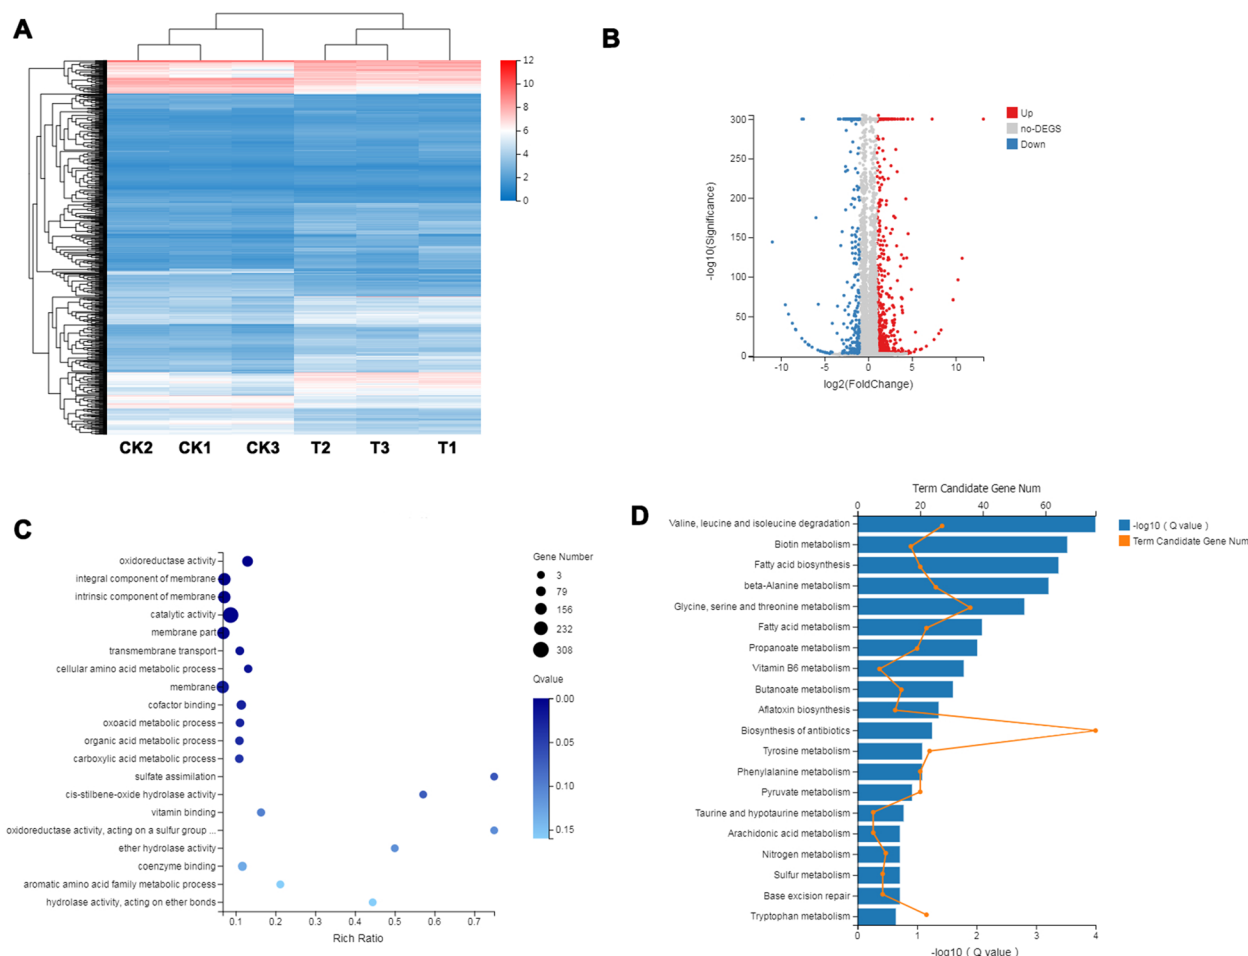 A
12
10
8
6
4
2
0
CK2 CK1 CK3 T2 T3 T1
B
Up
no-DEGS
Down
-log10(Significance)
300
250
200
150
100
50
0
-10 -5 0 5 10
log2(FoldChange)
C
oxidoreductase activity
integral component of membrane
intrinsic component of membrane
catalytic activity
membrane part
transmembrane transport
cellular amino acid metabolic process
membrane
cofactor binding
oxoacid metabolic process
organic acid metabolic process
carboxylic acid metabolic process
sulfate assimilation
cis-stilbene-oxide hydrolase activity
vitamin binding
oxidoreductase activity, acting on a sulfur group ...
ether hydrolase activity
coenzyme binding
aromatic amino acid family metabolic process
hydrolase activity, acting on ether bonds
0.1 0.2 0.3 0.4 0.5 0.6 0.7
Rich Ratio
Gene Number
3
79
156
232
308
Qvalue
0.00
0.05
0.10
0.15
D
Term Candidate Gene Num
0 20 40 60
Valine, leucine and isoleucine degradation
Biotin metabolism
Fatty acid biosynthesis
beta-Alanine metabolism
Glycine, serine and threonine metabolism
Fatty acid metabolism
Propanoate metabolism
Vitamin B6 metabolism
Butanoate metabolism
Aflatoxin biosynthesis
Biosynthesis of antibiotics
Tyrosine metabolism
Phenylalanine metabolism
Pyruvate metabolism
Taurine and hypotaurine metabolism
Arachidonic acid metabolism
Nitrogen metabolism
Sulfur metabolism
Base excision repair
Tryptophan metabolism
0 1 2 3 4
-log10 ( Q value )
-log10 ( Q value )
Term Candidate Gene Num